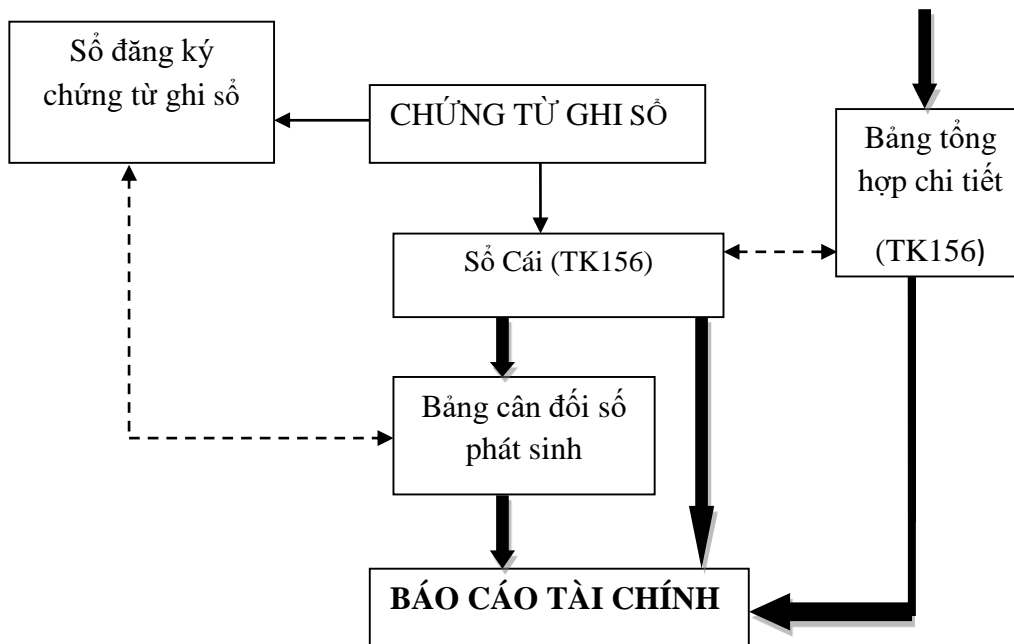 Sổ đăng ký
chứng từ ghi sổ
CHỨNG TỪ GHI SỔ
Bảng tổng
hợp chi tiết
(TK156)
Sổ Cái (TK156)
Bảng cân đối số
phát sinh
BÁO CÁO TÀI CHÍNH